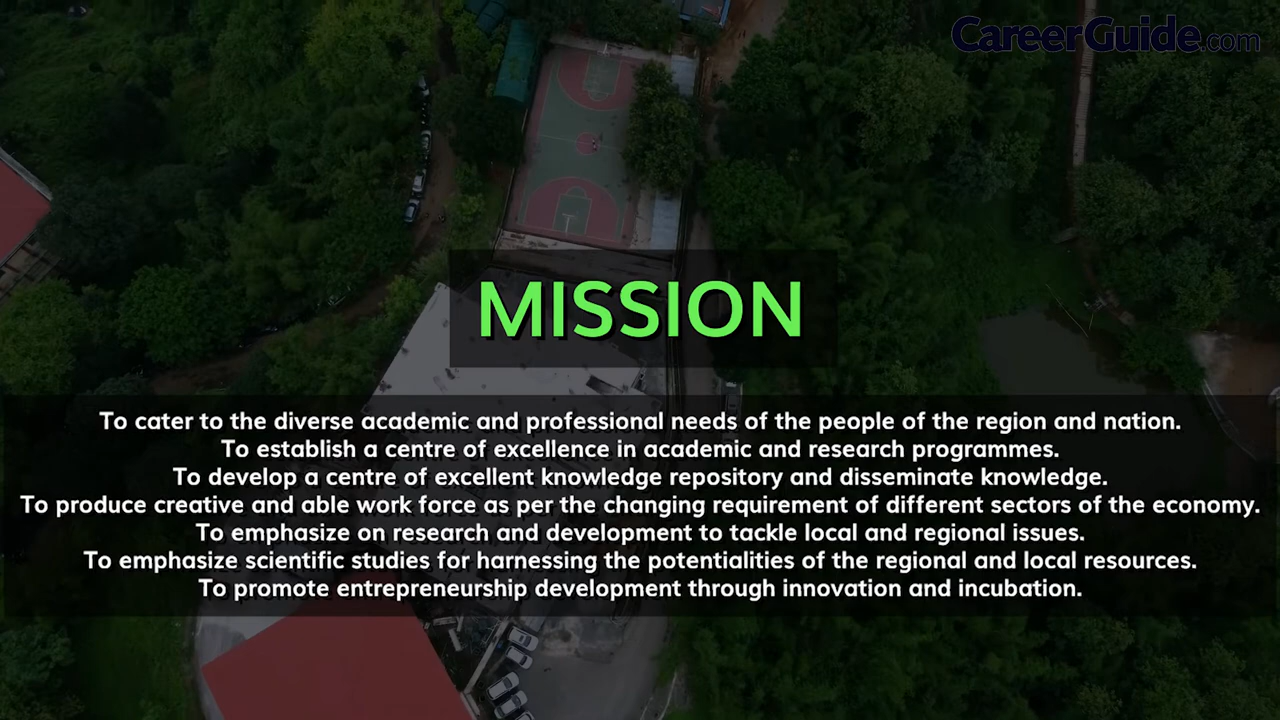 CareerGuide.com
MISSION
To cater to the diverse academic and professional needs of the people of the region and nation.
To establish a centre of excellence in academic and research programmes.
To develop a centre of excellent knowledge repository and disseminate knowledge.
To produce creative and able work force as per the changing requirement of different sectors of the economy.
To emphasize on research and development to tackle local and regional issues.
To emphasize scientific studies for harnessing the potentialities of the regional and local resources.
To promote entrepreneurship development through innovation and incubation.